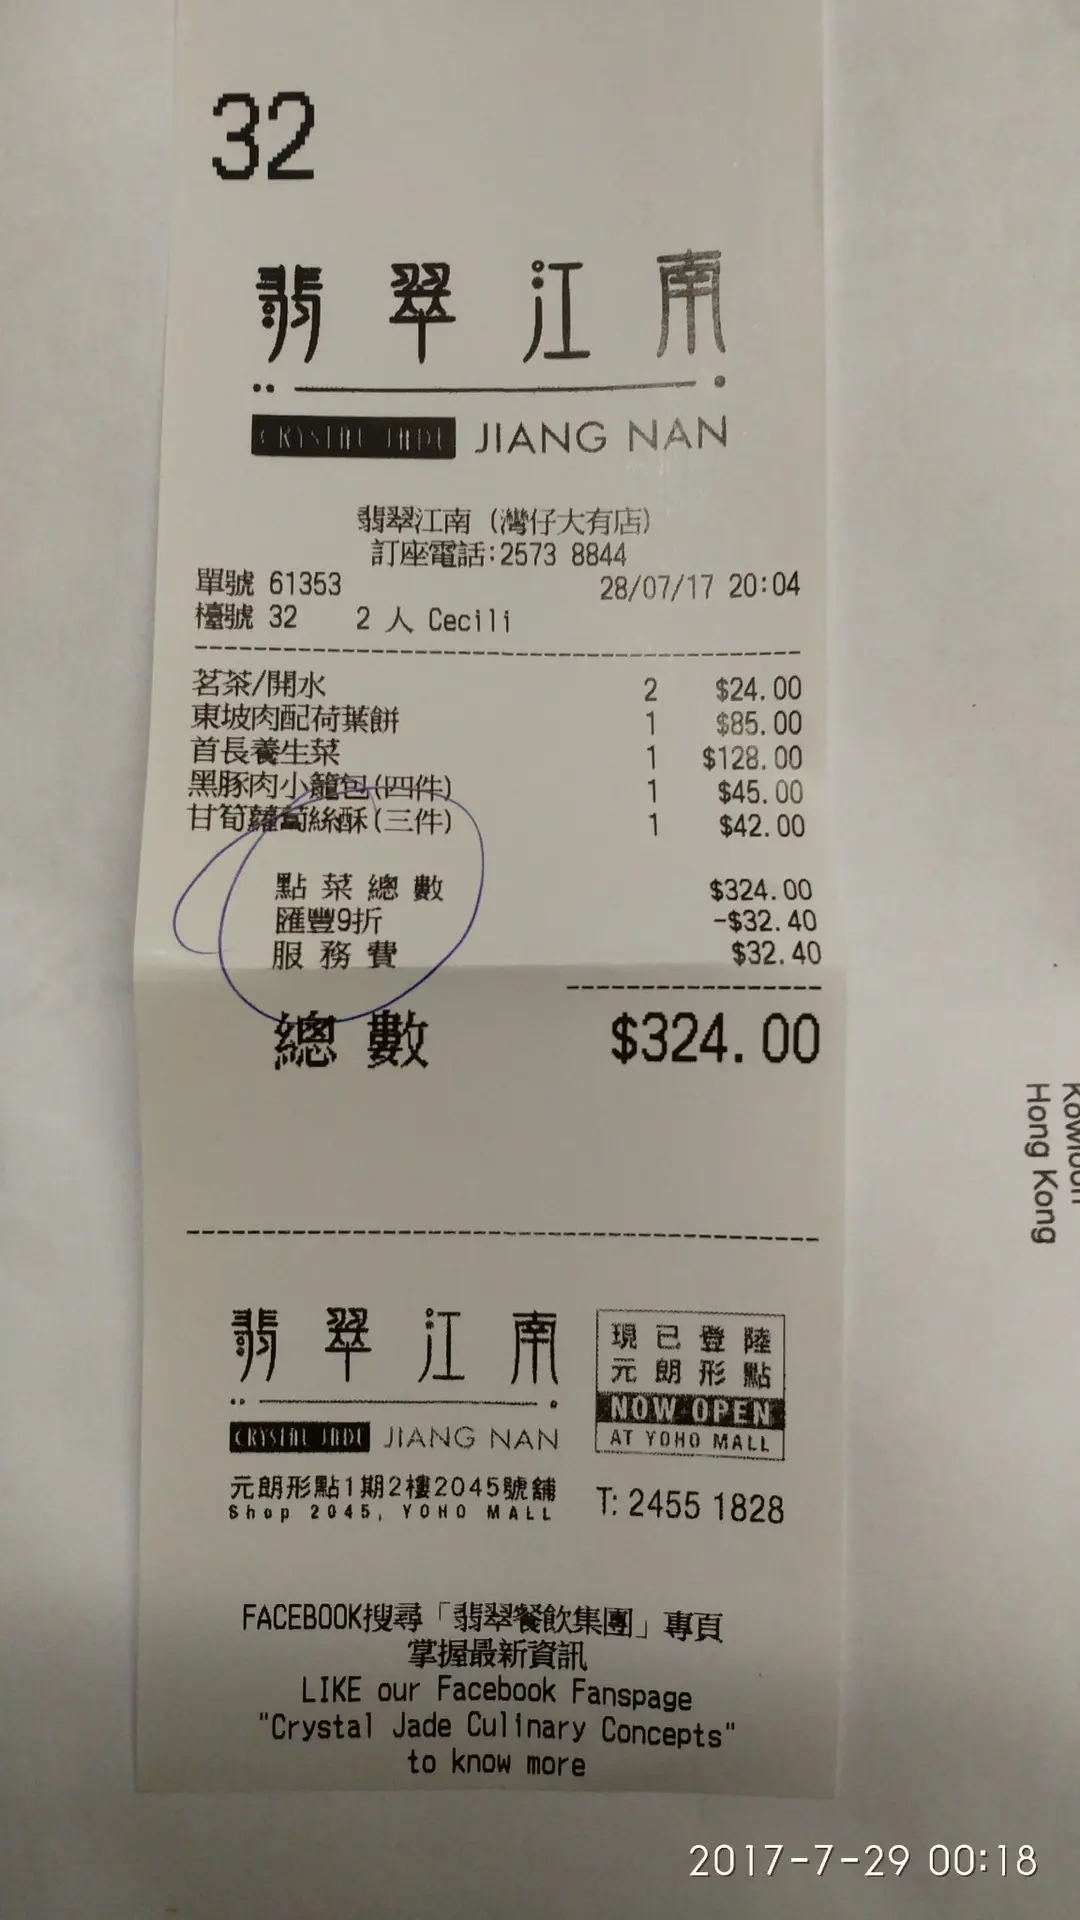 32
翡翠江南
CRYSTAL JADE JIANG NAN
翡翠江南 (灣仔大有店)
訂座電話:2573 8844
單號 61353 28/07/17 20:04
檯號 32 2 人 Cecili
茗茶/開水 2 $24.00
東坡肉配荷葉餅 1 $85.00
首長養生菜 1 $128.00
黑豚肉小籠包(四件) 1 $45.00
甘筍蘿蔔絲酥(三件) 1 $42.00
點菜總數 $324.00
匯豐9折 -$32.40
服務費 $32.40
總數 $324.00
翡翠江南
CRYSTAL JADE JIANG NAN
現已登陸
元朗形點
NOW OPEN
AT YOHO MALL
元朗形點1期2樓2045號舖
Shop 2045, YOHO MALL
T: 2455 1828
FACEBOOK搜尋「翡翠餐飲集團」專頁
掌握最新資訊
LIKE our Facebook Fanspage
"Crystal Jade Culinary Concepts"
to know more
Kowloon
Hong Kong
2017-7-29 00:18